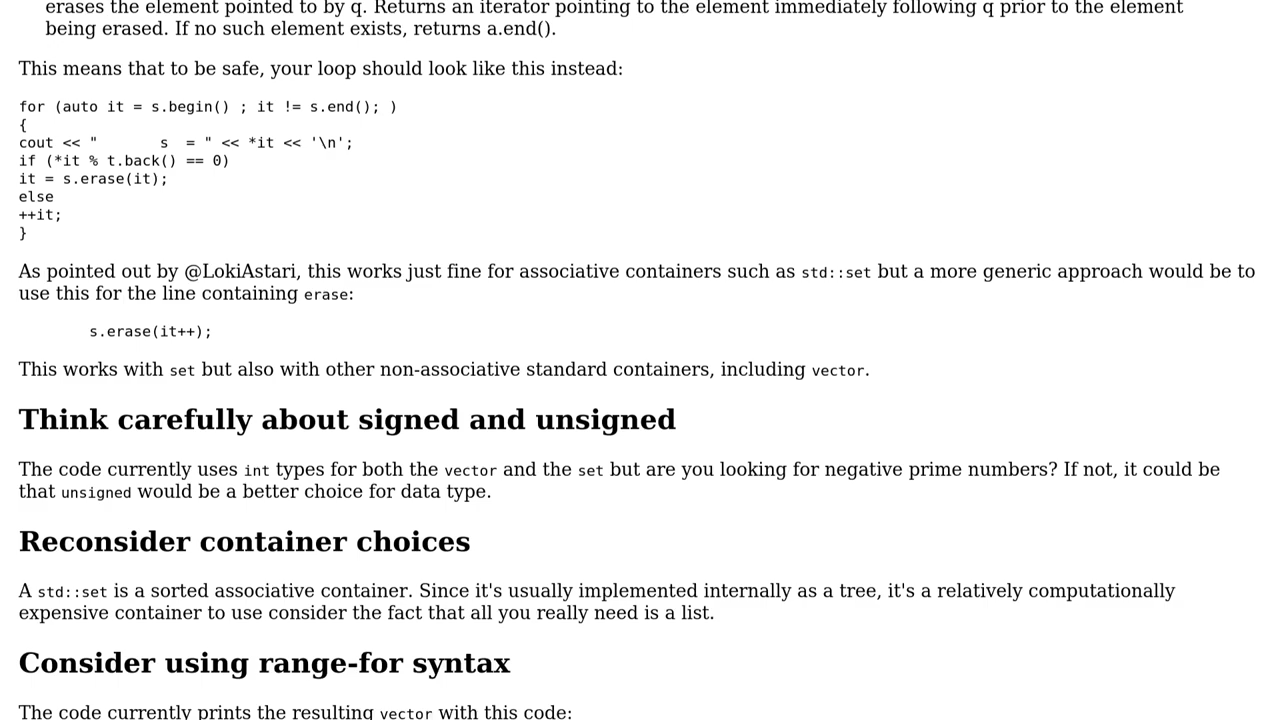 erases the element pointed to by q. Returns an iterator pointing to the element immediately following q prior to the element
being erased. If no such element exists, returns a.end().
This means that to be safe, your loop should look like this instead:
for (auto it = s.begin() ; it != s.end(); )
{
cout << "       s  = " << *it << '\n';
if (*it % t.back() == 0)
it = s.erase(it);
else
++it;
}
As pointed out by @LokiAstari, this works just fine for associative containers such as std::set but a more generic approach would be to
use this for the line containing erase:
s.erase(it++);
This works with set but also with other non-associative standard containers, including vector.
Think carefully about signed and unsigned
The code currently uses int types for both the vector and the set but are you looking for negative prime numbers? If not, it could be
that unsigned would be a better choice for data type.
Reconsider container choices
A std::set is a sorted associative container. Since it's usually implemented internally as a tree, it's a relatively computationally
expensive container to use consider the fact that all you really need is a list.
Consider using range-for syntax
The code currently prints the resulting vector with this code: